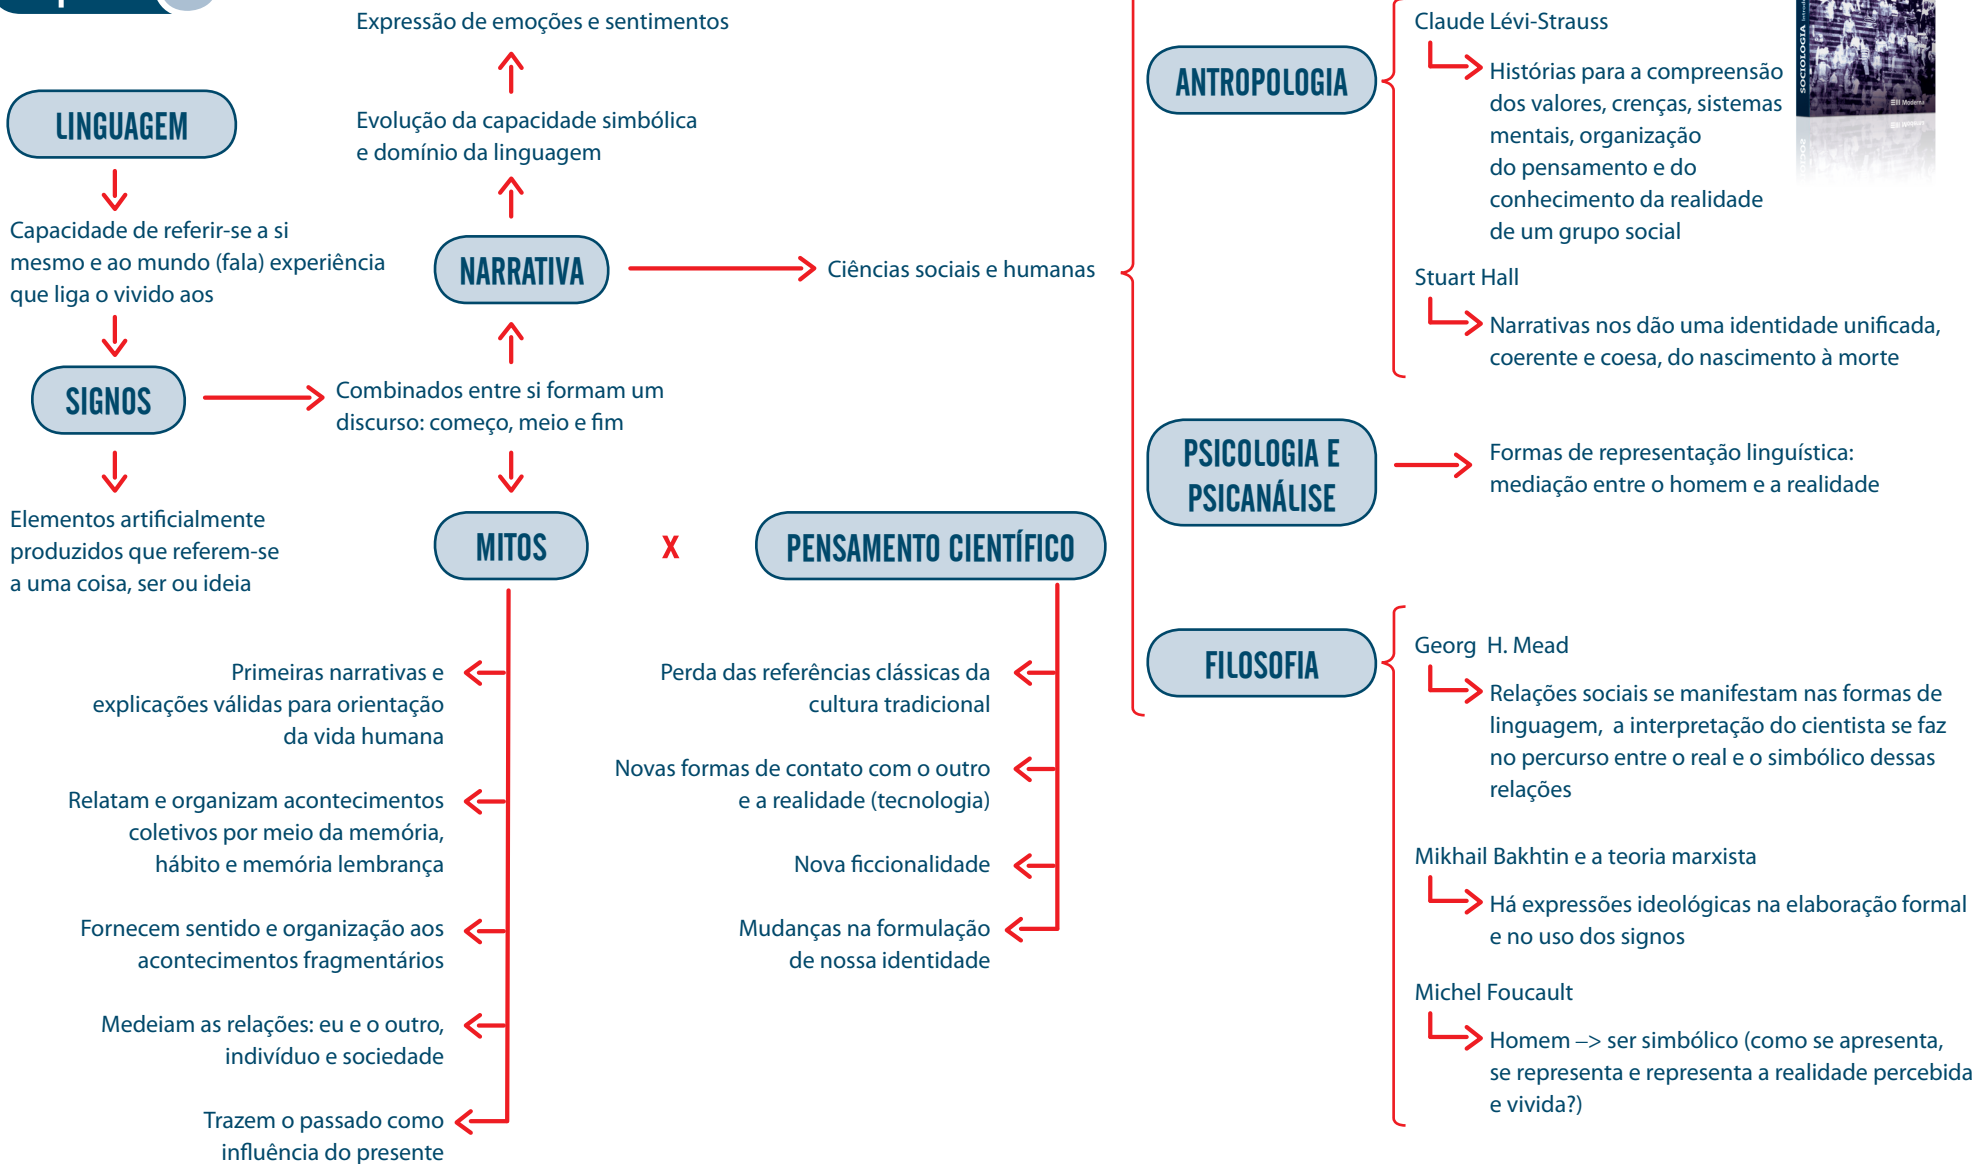 Expressão de emoções e sentimentos
Evolução da capacidade simbólica
e domínio da linguagem
LINGUAGEM
Capacidade de referir-se a si
mesmo e ao mundo (fala) experiência
que liga o vivido aos
SIGNOS
Elementos artificialmente
produzidos que referem-se
a uma coisa, ser ou ideia
Combinados entre si formam um
discurso: começo, meio e fim
NARRATIVA
Ciências sociais e humanas
MITOS
X
PENSAMENTO CIENTÍFICO
Primeiras narrativas e
explicações válidas para orientação
da vida humana
Relatam e organizam acontecimentos
coletivos por meio da memória,
hábito e memória lembrança
Fornecem sentido e organização aos
acontecimentos fragmentários
Medeiam as relações: eu e o outro,
indivíduo e sociedade
Trazem o passado como
influência do presente
Perda das referências clássicas da
cultura tradicional
Novas formas de contato com o outro
e a realidade (tecnologia)
Nova ficcionalidade
Mudanças na formulação
de nossa identidade
ANTROPOLOGIA
Claude Lévi-Strauss
Histórias para a compreensão
dos valores, crenças, sistemas
mentais, organização
do pensamento e do
conhecimento da realidade
de um grupo social
Stuart Hall
Narrativas nos dão uma identidade unificada,
coerente e coesa, do nascimento à morte
PSICOLOGIA E
PSICANÁLISE
Formas de representação linguística:
mediação entre o homem e a realidade
FILOSOFIA
Georg H. Mead
Relações sociais se manifestam nas formas de
linguagem, a interpretação do cientista se faz
no percurso entre o real e o simbólico dessas
relações
Mikhail Bakhtin e a teoria marxista
Há expressões ideológicas na elaboração formal
e no uso dos signos
Michel Foucault
Homem –> ser simbólico (como se apresenta,
se representa e representa a realidade percebida
e vivida?)
SOCIOLOGIA
Moderna